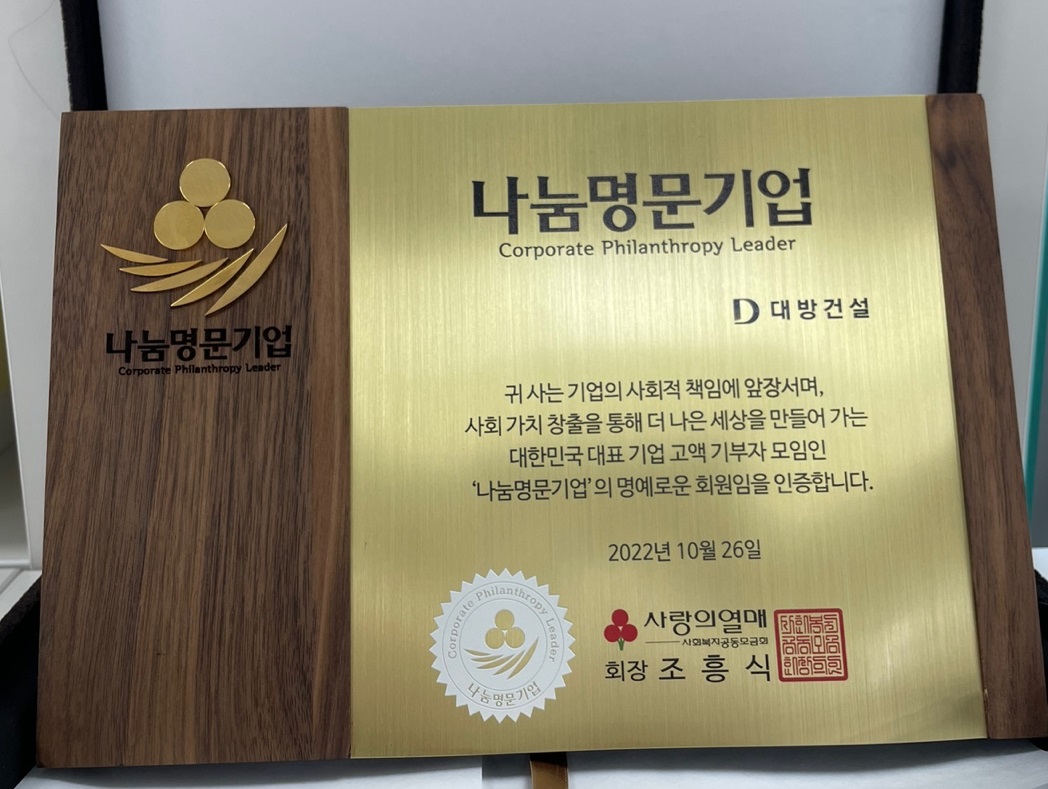 나눔명문기업
Corporate Philanthropy Leader
나눔명문기업
Corporate Philanthropy Leader
D 대방건설
귀 사는 기업의 사회적 책임에 앞장서며,
사회 가치 창출을 통해 더 나은 세상을 만들어 가는
대한민국 대표 기업 고액 기부자 모임인
‘나눔명문기업’의 명예로운 회원임을 인증합니다.
2022년 10월 26일
Corporate Philanthropy Leader
나눔명문기업
사랑의열매
사회복지공동모금회
회장 조흥식